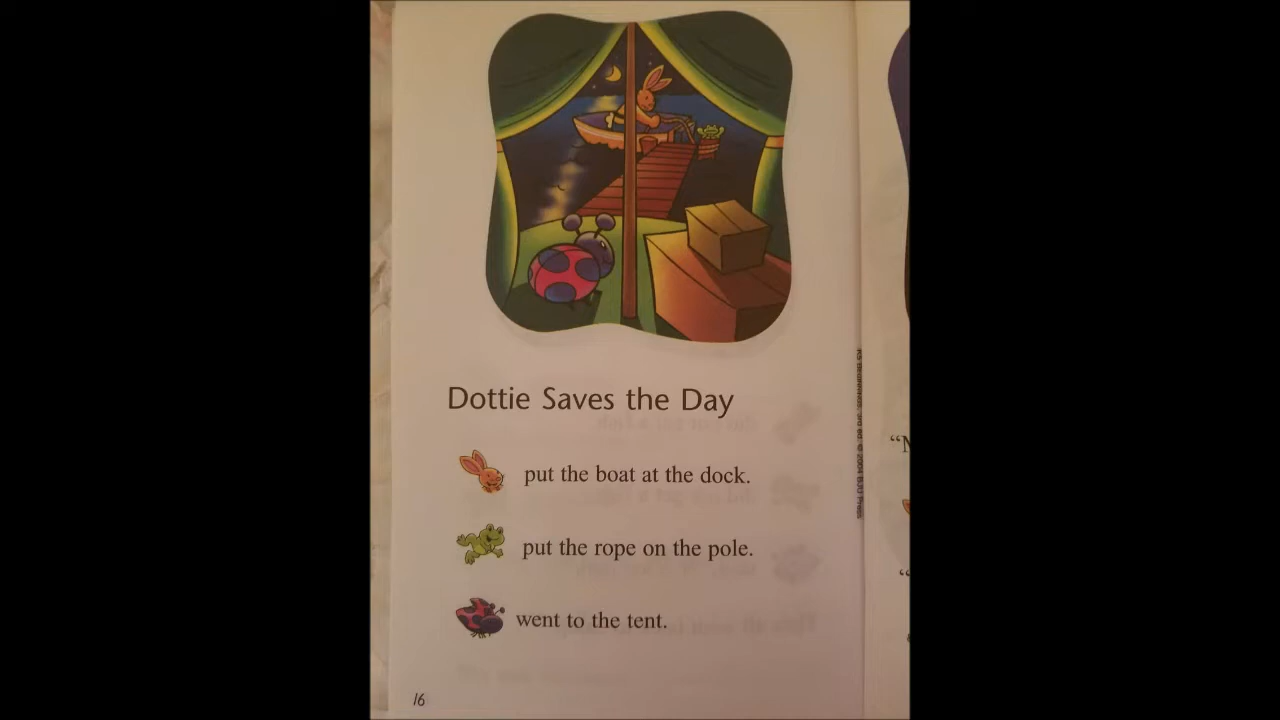 Dottie Saves the Day
put the boat at the dock.
put the rope on the pole.
went to the tent.
16